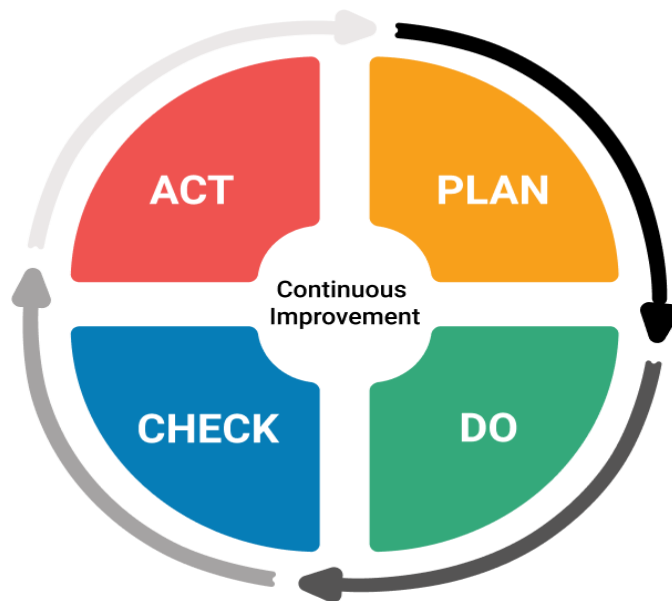 ACT
PLAN
Continuous
Improvement
CHECK
DO